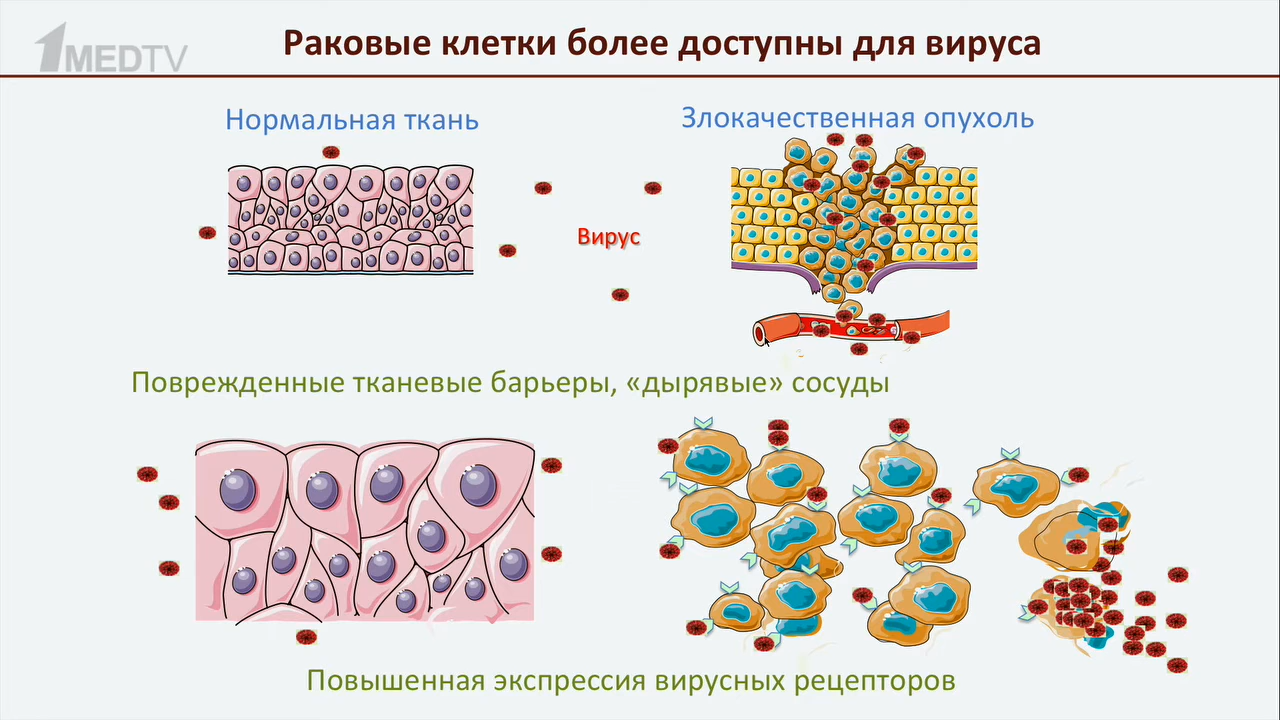 1MEDTV
Раковые клетки более доступны для вируса
Нормальная ткань
Злокачественная опухоль
Вирус
Поврежденные тканевые барьеры, «дырявые» сосуды
Повышенная экспрессия вирусных рецепторов